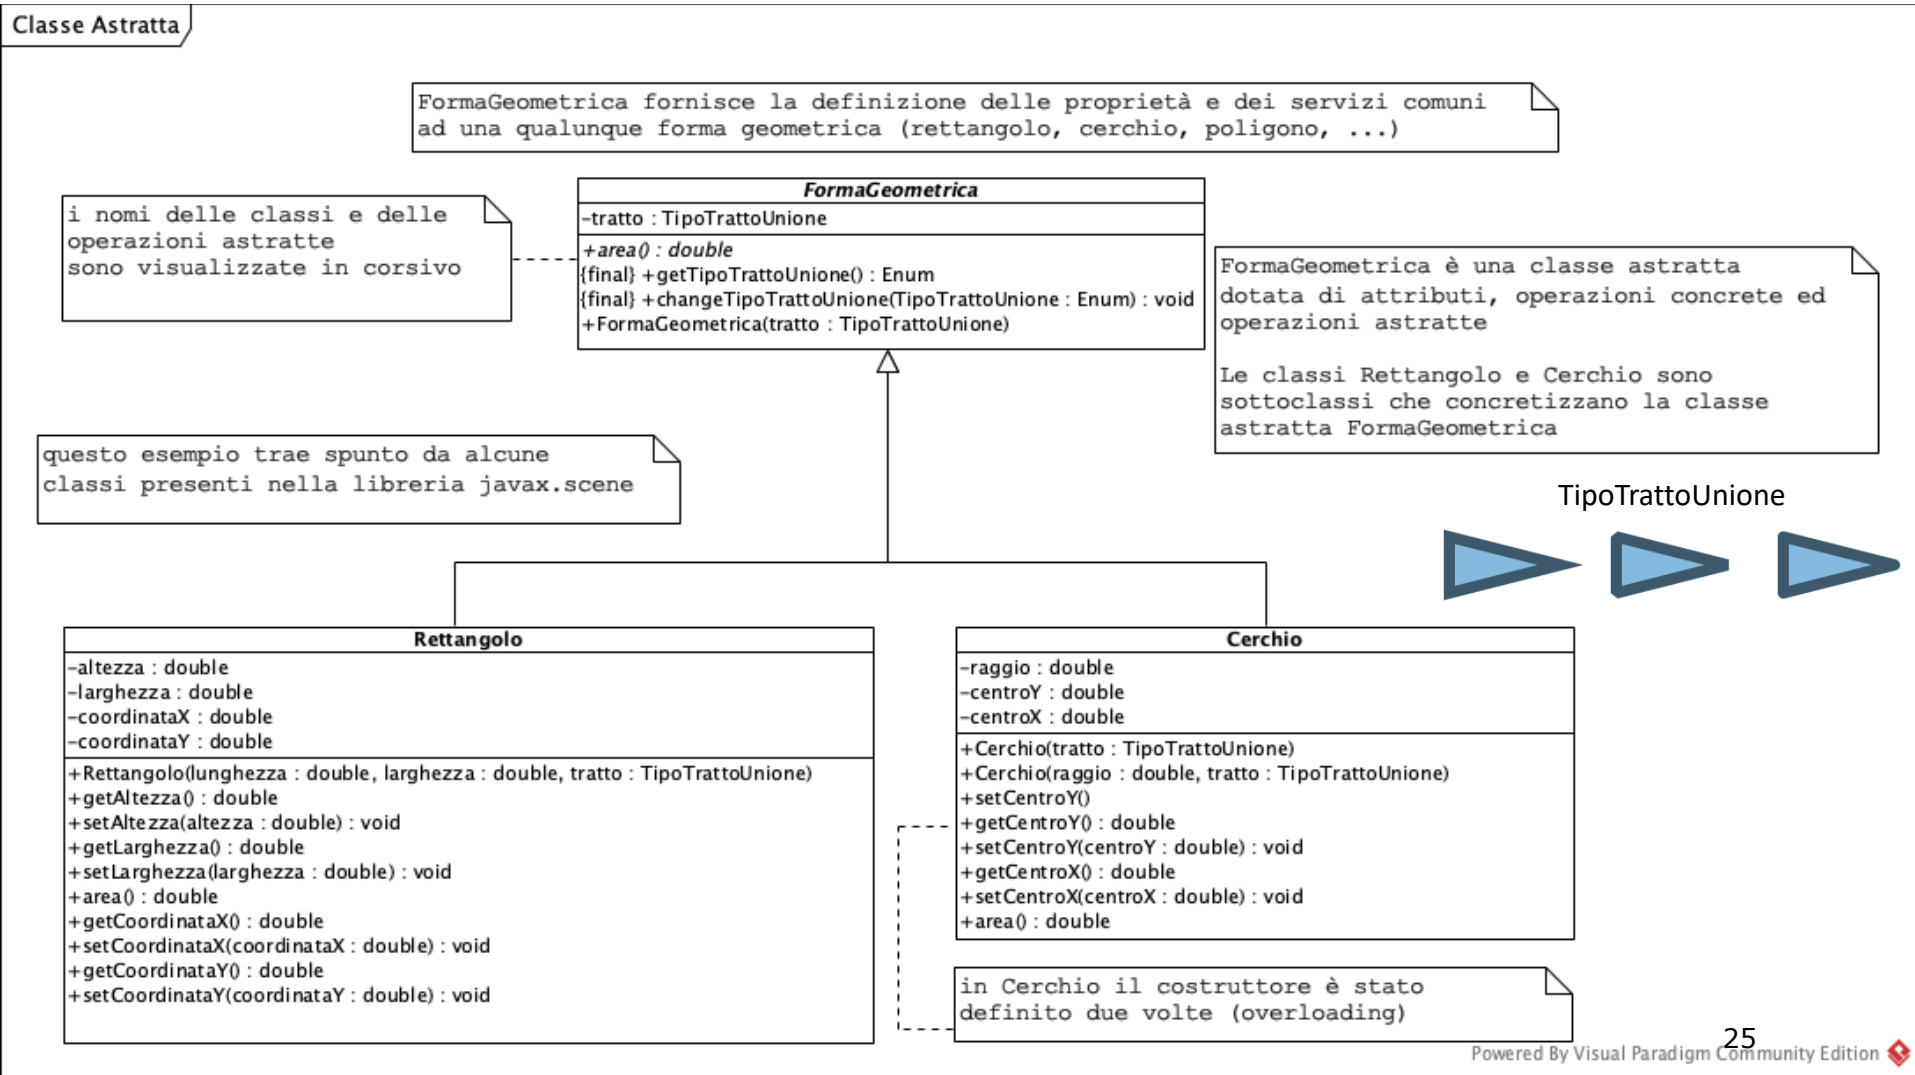 Classe Astratta
FormaGeometrica fornisce la definizione delle proprietà e dei servizi comuni
ad una qualunque forma geometrica (rettangolo, cerchio, poligono, ...)
i nomi delle classi e delle
operazioni astratte
sono visualizzate in corsivo
FormaGeometrica
-tratto : TipoTrattoUnione
+area() : double
{final} +getTipoTrattoUnione() : Enum
{final} +changeTipoTrattoUnione(TipoTrattoUnione : Enum) : void
+FormaGeometrica(tratto : TipoTrattoUnione)
FormaGeometrica è una classe astratta
dotata di attributi, operazioni concrete ed
operazioni astratte
Le classi Rettangolo e Cerchio sono
sottoclassi che concretizzano la classe
astratta FormaGeometrica
questo esempio trae spunto da alcune
classi presenti nella libreria javax.scene
TipoTrattoUnione
Rettangolo
-altezza : double
-larghezza : double
-coordinataX : double
-coordinataY : double
+Rettangolo(lunghezza : double, larghezza : double, tratto : TipoTrattoUnione)
+getAltezza() : double
+setAltezza(altezza : double) : void
+getLarghezza() : double
+setLarghezza(larghezza : double) : void
+area() : double
+getCoordinataX() : double
+setCoordinataX(coordinataX : double) : void
+getCoordinataY() : double
+setCoordinataY(coordinataY : double) : void
Cerchio
-raggio : double
-centroY : double
-centroX : double
+Cerchio(tratto : TipoTrattoUnione)
+Cerchio(raggio : double, tratto : TipoTrattoUnione)
+setCentroY()
+getCentroY() : double
+setCentroY(centroY : double) : void
+getCentroX() : double
+setCentroX(centroX : double) : void
+area() : double
in Cerchio il costruttore è stato
definito due volte (overloading)
25
Powered By Visual Paradigm Community Edition